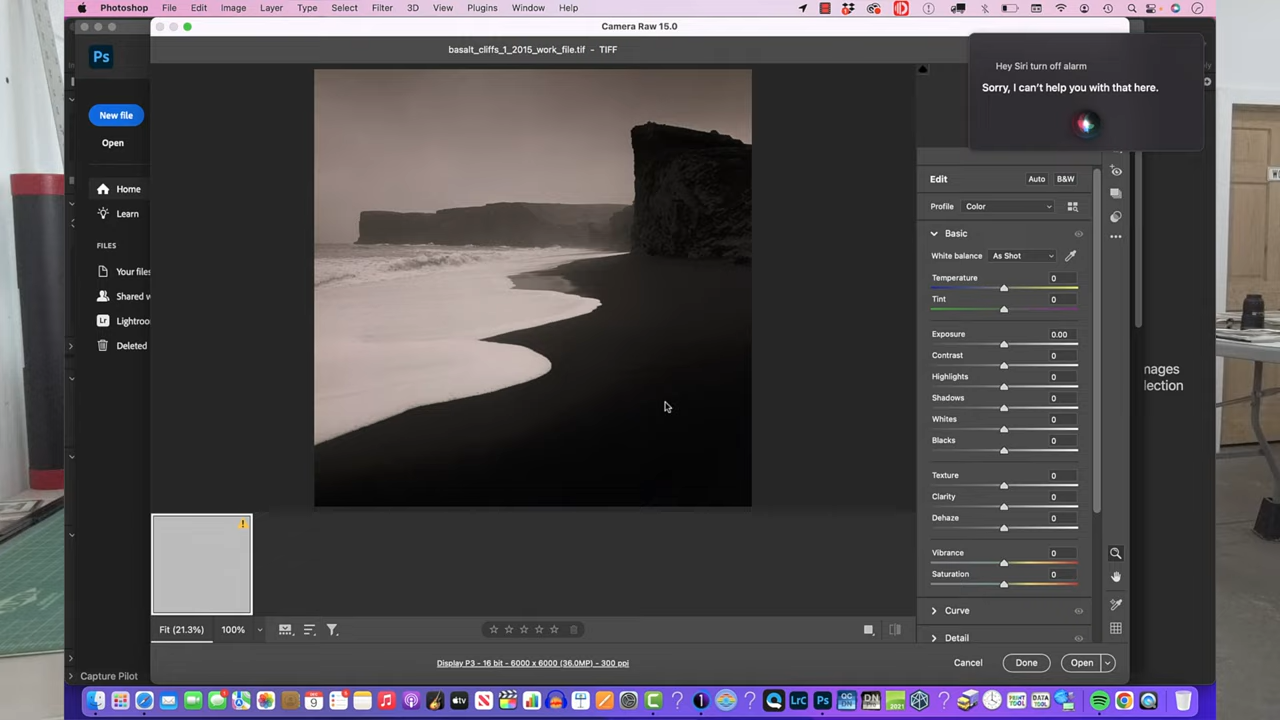 Photoshop File Edit Image Layer Type Select Filter 3D View Plugins Window Help
Camera Raw 15.0
basalt_cliffs_1_2015_work_file.tif - TIFF
Ps
New file
Open
Home
Learn
FILES
Your files
Shared w
Lr Lightroo
Deleted
Capture Pilot
Hey Siri turn off alarm
Sorry, I can't help you with that here.
Edit Auto B&W
Profile Color
Basic
White balance As Shot
Temperature 0
Tint 0
Exposure 0.00
Contrast 0
Highlights 0
Shadows 0
Whites 0
Blacks 0
Texture 0
Clarity 0
Dehaze 0
Vibrance 0
Saturation 0
Curve
Detail
mages
lection
Fit (21.3%) 100%
Display P3 - 16 bit - 6000 x 6000 (36.0MP) - 300 ppi
Cancel Done Open